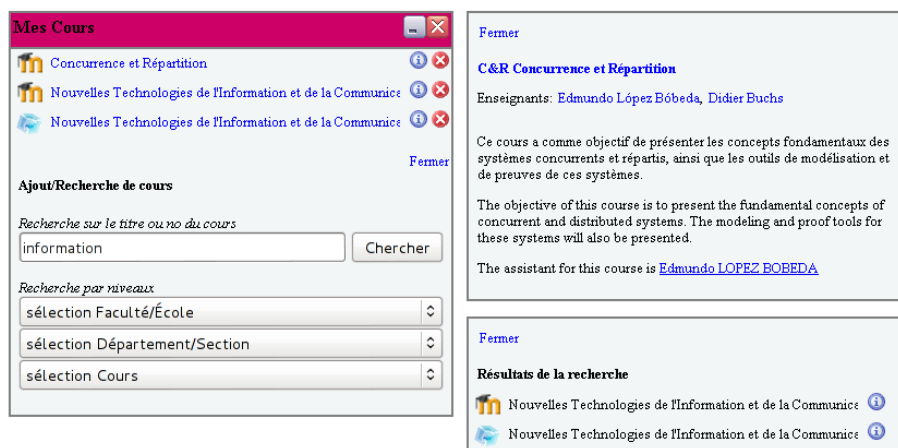 Mes Cours
Concurrence et Répartition
Nouvelles Technologies de l'Information et de la Communica
Nouvelles Technologies de l'Information et de la Communica
Fermer
Ajout/Recherche de cours
Recherche sur le titre ou no du cours
information
Chercher
Recherche par niveaux
sélection Faculté/École
sélection Département/Section
sélection Cours
Fermer
C&R Concurrence et Répartition
Enseignants: Edmundo López Bóbeda, Didier Buchs
Ce cours a comme objectif de présenter les concepts fondamentaux des
systèmes concurrents et répartis, ainsi que les outils de modélisation et
de preuves de ces systèmes.
The objective of this course is to present the fundamental concepts of
concurrent and distributed systems. The modeling and proof tools for
these systems will also be presented.
The assistant for this course is Edmundo LOPEZ BOBEDA
Fermer
Résultats de la recherche
Nouvelles Technologies de l'Information et de la Communica
Nouvelles Technologies de l'Information et de la Communica